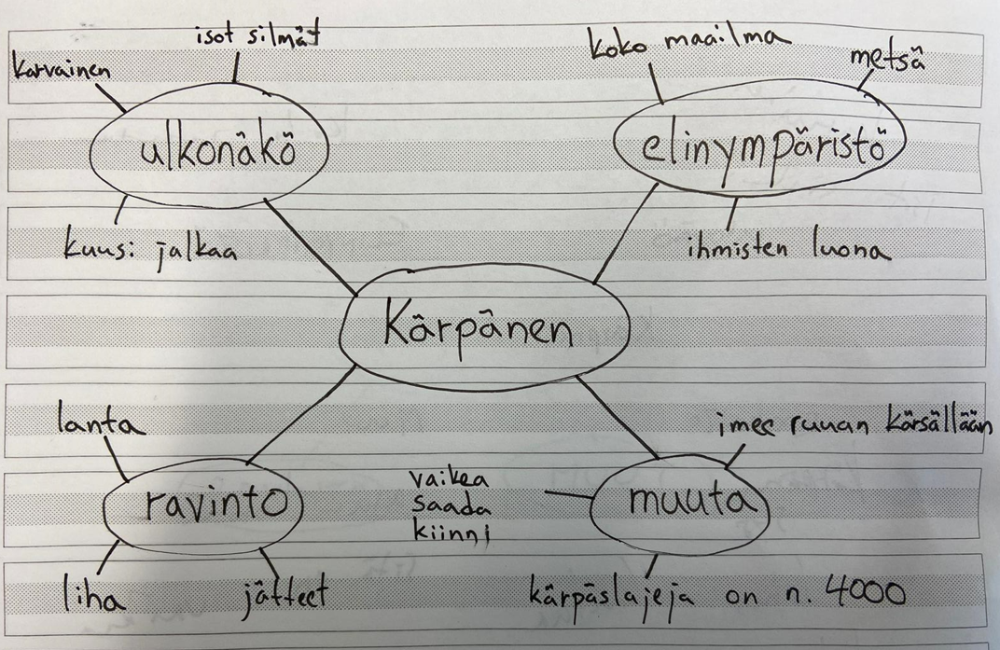 isot silmät
karvainen
ulkonäkö
kuusi jalkaa
koko maailma
metsä
elinympäristö
ihmisten luona
Kärpänen
lanta
ravinto
liha
jätteet
imee ruuan kärsällään
muuta
vaikea
saada
kiinni
kärpäslajeja on n. 4000